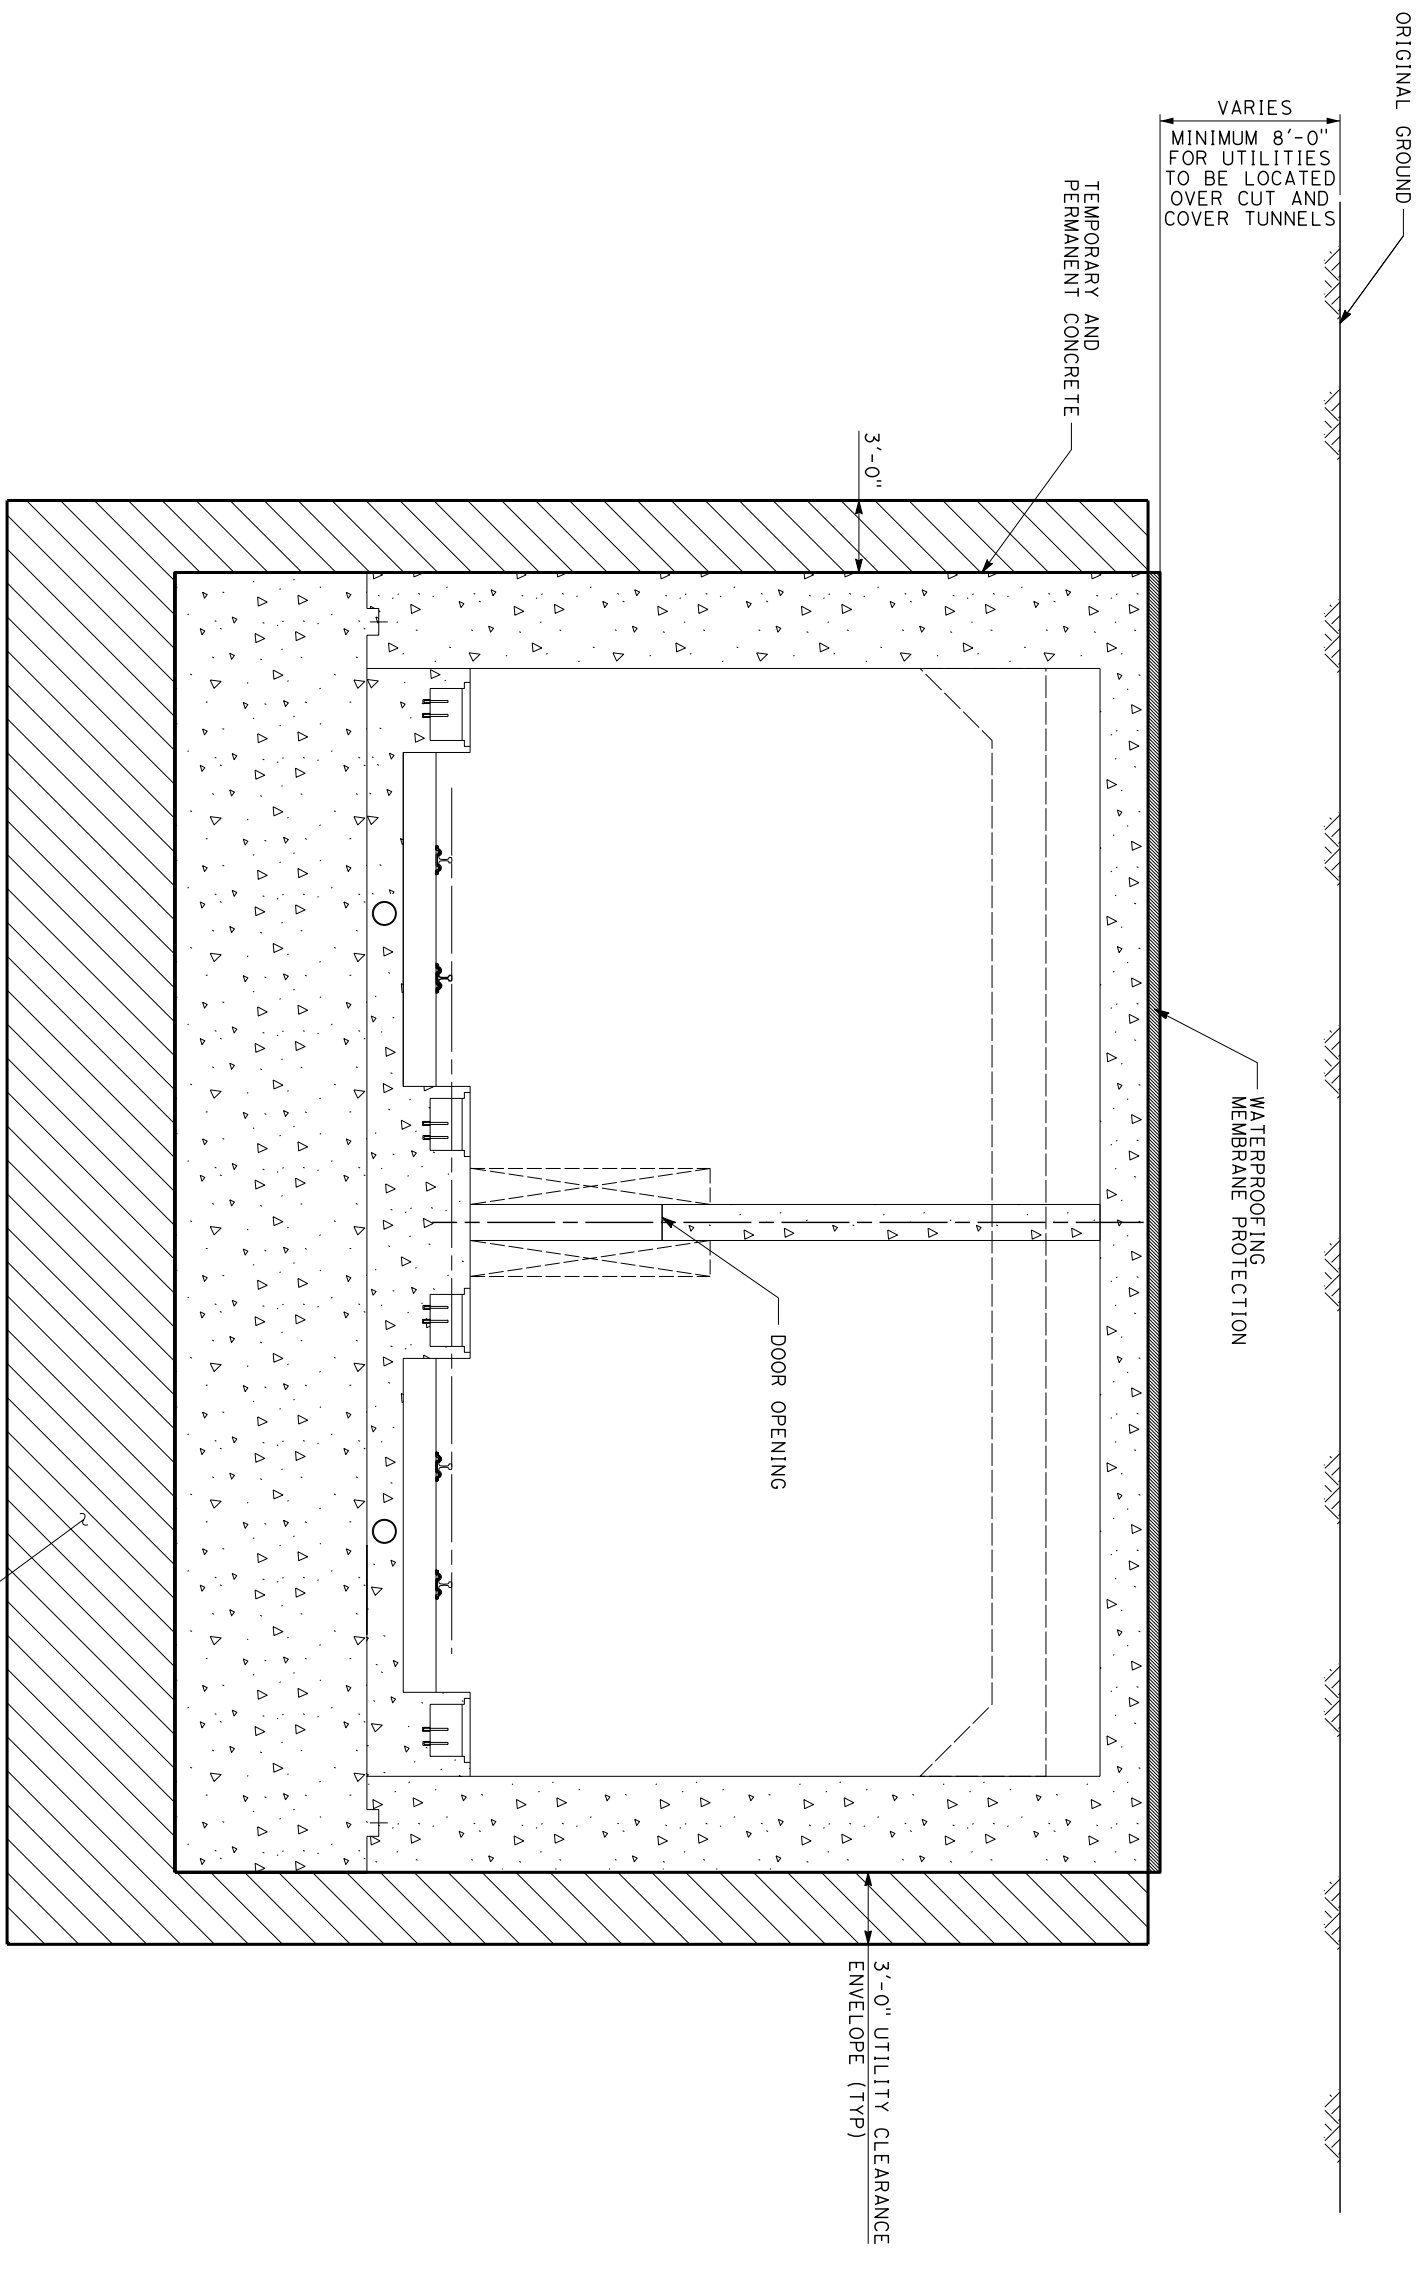 ORIGINAL GROUND
VARIES
MINIMUM 8'-0"
FOR UTILITIES
TO BE LOCATED
OVER CUT AND
COVER TUNNELS
TEMPORARY AND
PERMANENT CONCRETE
3'-0"
WATERPROOFING
MEMBRANE PROTECTION
DOOR OPENING
3'-0" UTILITY CLEARANCE
ENVELOPE (TYP)